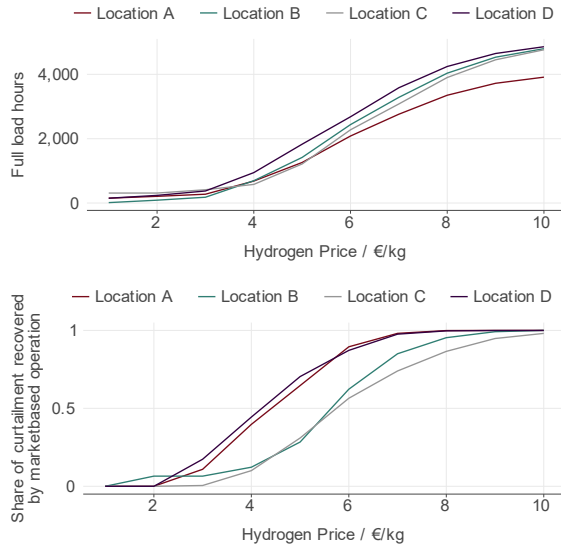 Location A
Location B
Location C
Location D
Full load hours
4,000
2,000
0
2
4
6
8
10
Hydrogen Price / €/kg
Location A
Location B
Location C
Location D
Share of curtailment recovered
by marketbased operation
1
0.5
0
2
4
6
8
10
Hydrogen Price / €/kg